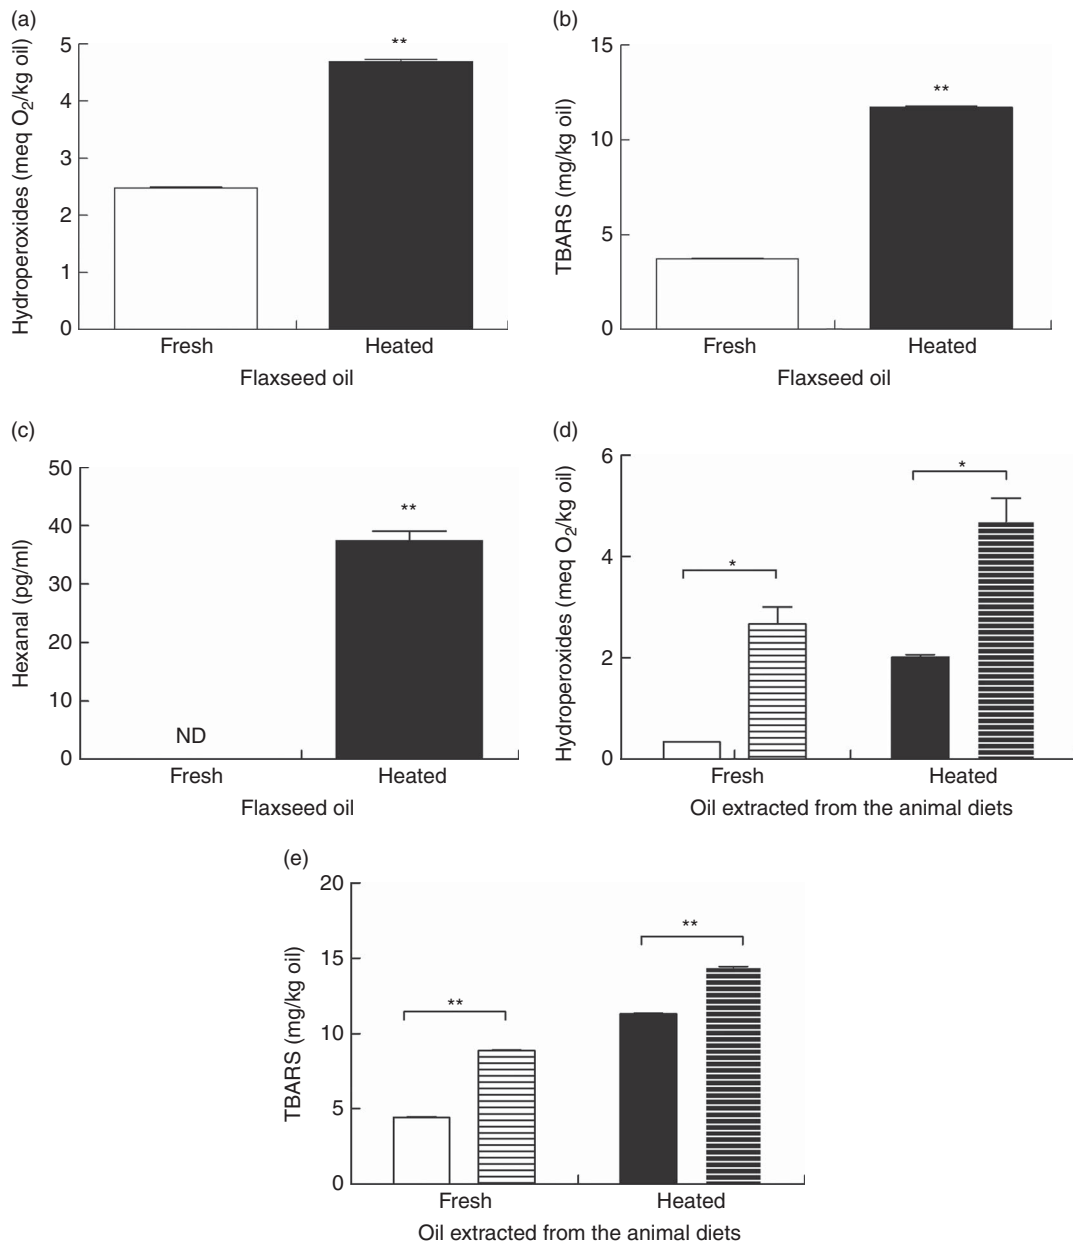 (a)
Hydroperoxides (meq O₂/kg oil)
5
4
3
2
1
0
**
Fresh
Heated
Flaxseed oil
(b)
TBARS (mg/kg oil)
15
10
5
0
**
Fresh
Heated
Flaxseed oil
(c)
Hexanal (pg/ml)
50
40
30
20
10
0
ND
**
Fresh
Heated
Flaxseed oil
(d)
Hydroperoxides (meq O₂/kg oil)
6
4
2
0
*
*
Fresh
Heated
Oil extracted from the animal diets
(e)
TBARS (mg/kg oil)
20
15
10
5
0
**
**
Fresh
Heated
Oil extracted from the animal diets